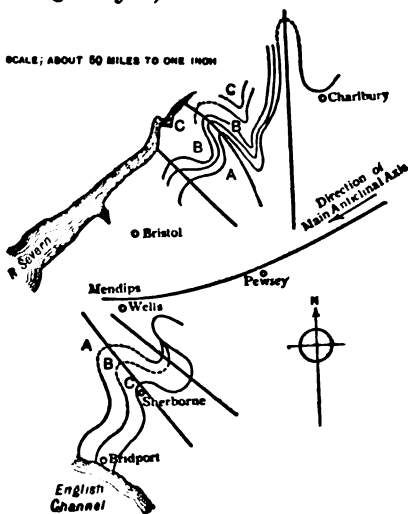 SCALE; ABOUT 50 MILES TO ONE INCH
C
Charlbury
C
B
B
A
Direction of
Main Anticlinal Axis
R Severn
Bristol
Pewsey
Mendips
Wells
N
A
B
C
Sherborne
Bridport
English
Channel